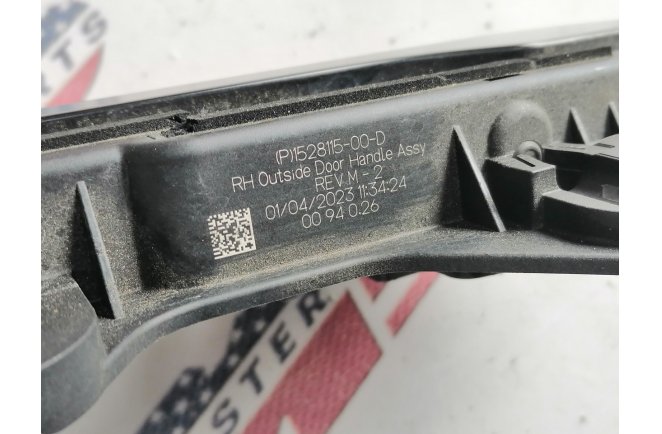 (P)1528115-00-D
RH Outside Door Handle Assy
REV.M - 2
01/04/2023 11:34:24
00 94 0.26